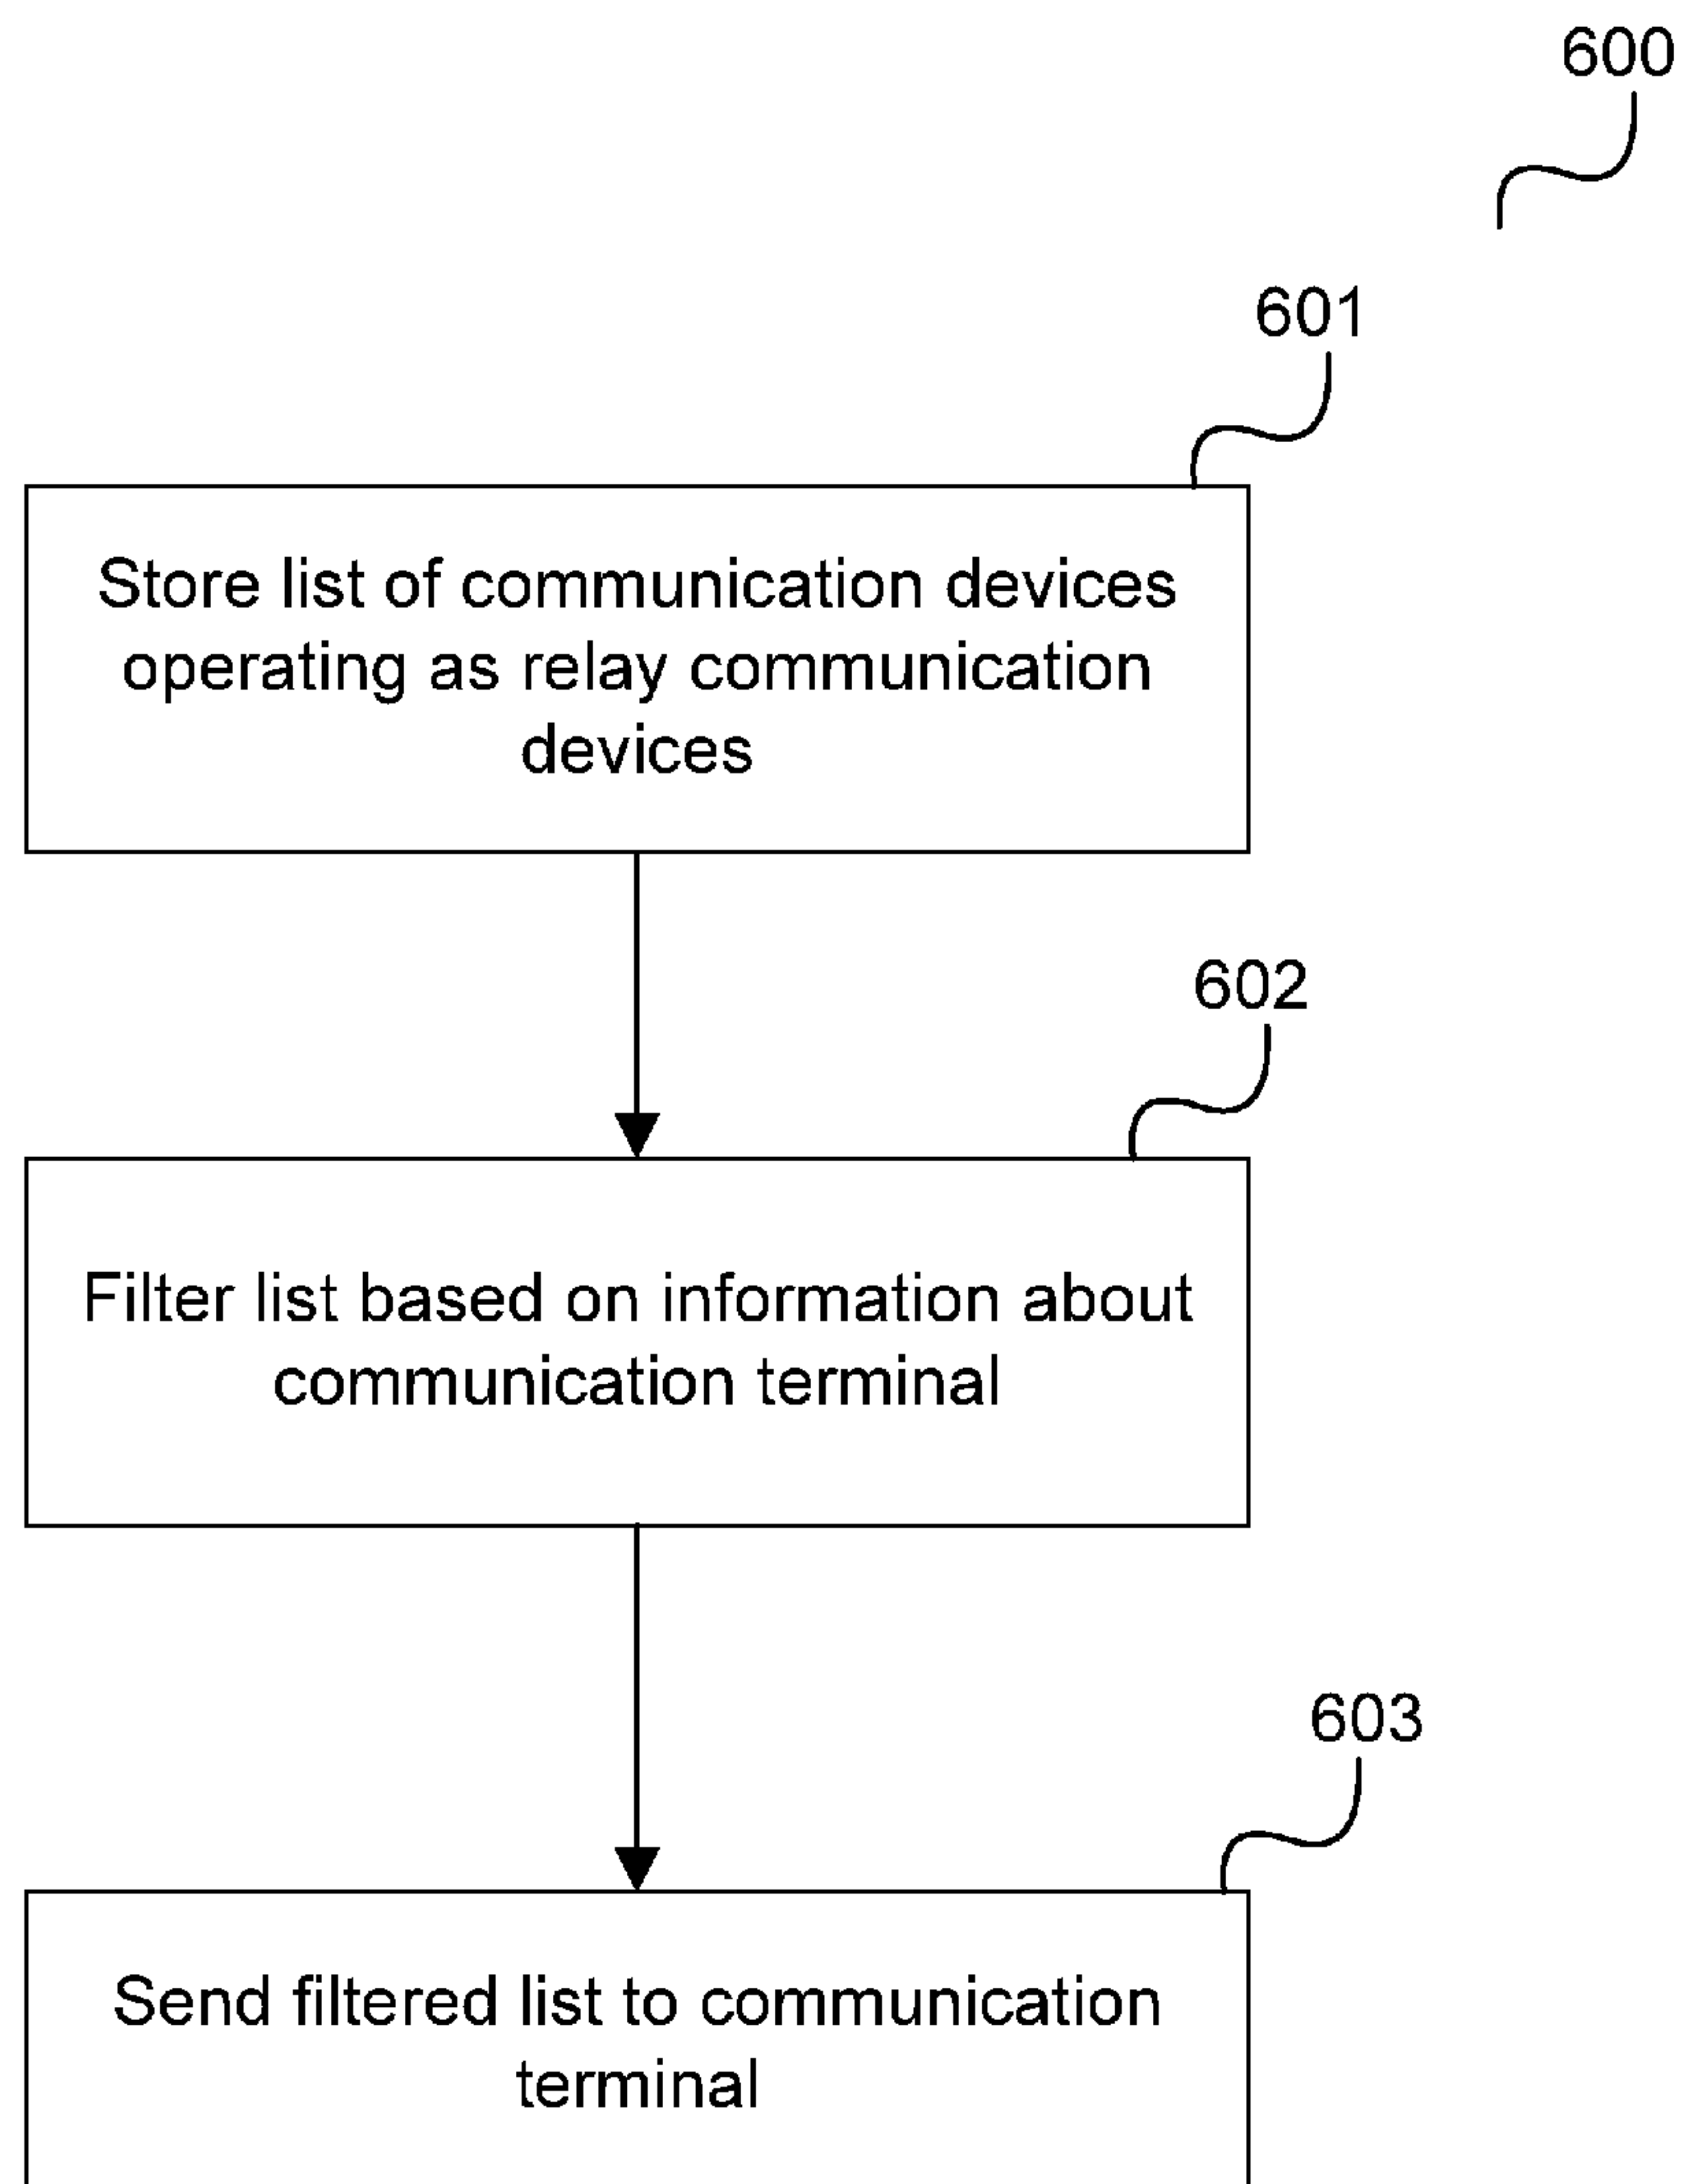 600
601
Store list of communication devices
operating as relay communication
devices
602
Filter list based on information about
communication terminal
603
Send filtered list to communication
terminal